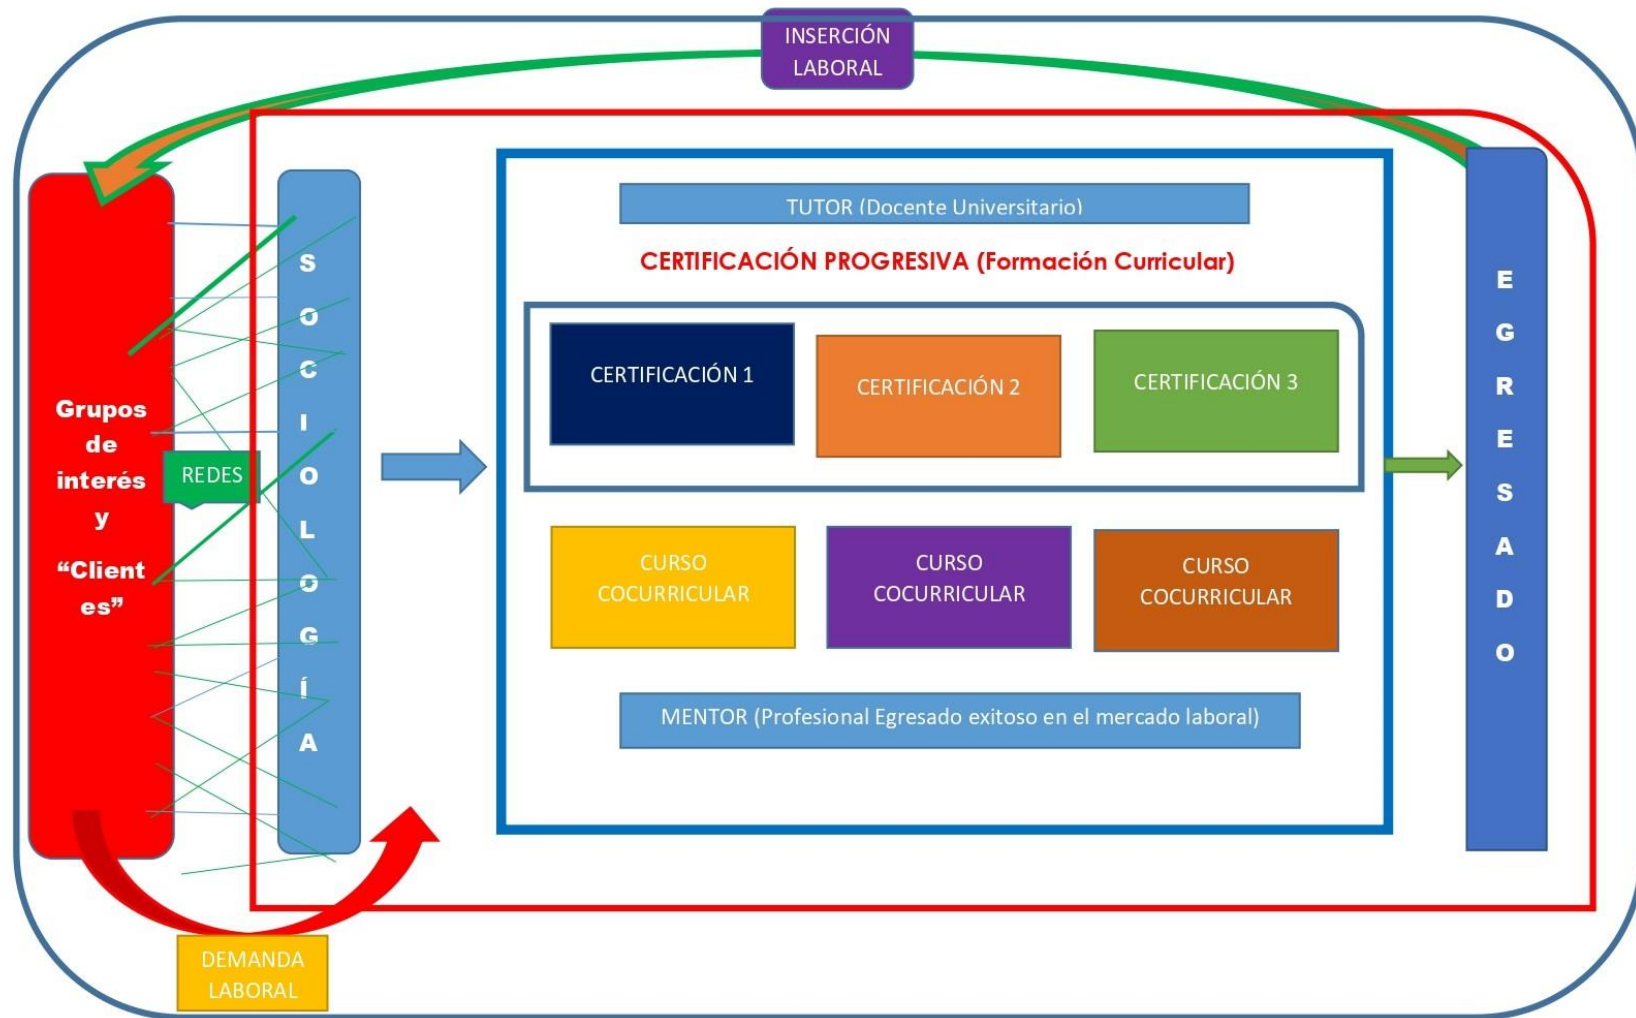 INSERCIÓN
LABORAL
TUTOR (Docente Universitario)
CERTIFICACIÓN PROGRESIVA (Formación Curricular)
CERTIFICACIÓN 1
CERTIFICACIÓN 2
CERTIFICACIÓN 3
Grupos
de
interés
y
“Client
es”
REDES
S
O
C
I
O
L
O
G
Í
A
CURSO
COCURRICULAR
CURSO
COCURRICULAR
CURSO
COCURRICULAR
MENTOR (Profesional Egresado exitoso en el mercado laboral)
E
G
R
E
S
A
D
O
DEMANDA
LABORAL